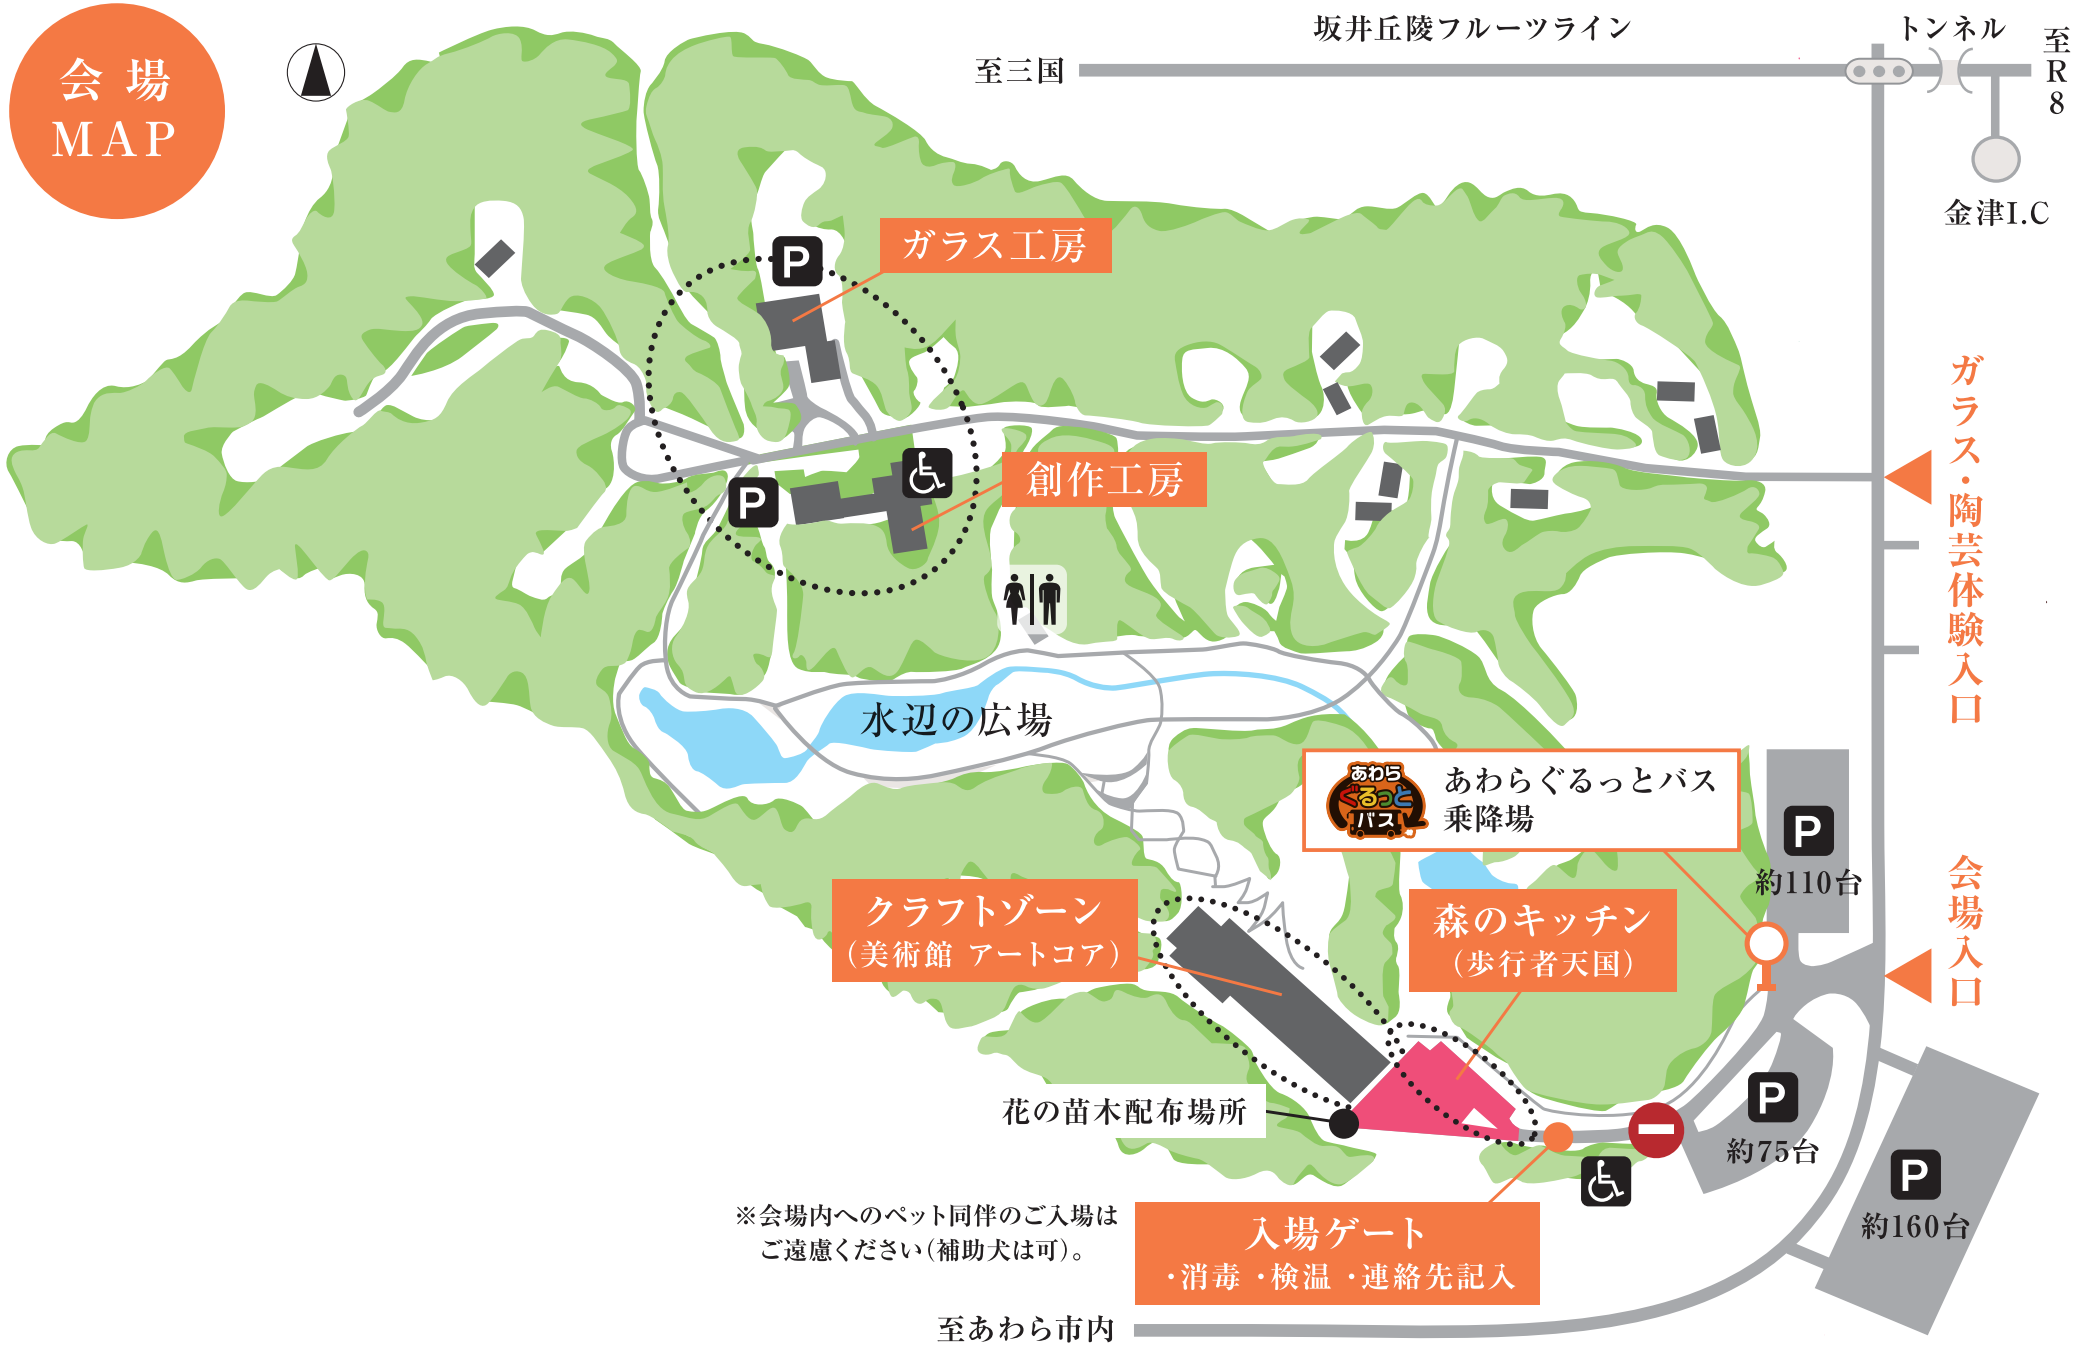 会場
MAP
坂井丘陵フルーツライン
トンネル
至三国
至R8
金津I.C
P
ガラス工房
ガラス・陶芸体験入口
創作工房
P
水辺の広場
あわら
ぐるっと
バス
あわらぐるっとバス
乗降場
P
約110台
会場入口
クラフトゾーン
(美術館 アートコア)
森のキッチン
(歩行者天国)
花の苗木配布場所
P
約75台
P
約160台
※会場内へのペット同伴のご入場は
ご遠慮ください(補助犬は可)。
入場ゲート
・消毒 ・検温 ・連絡先記入
至あわら市内